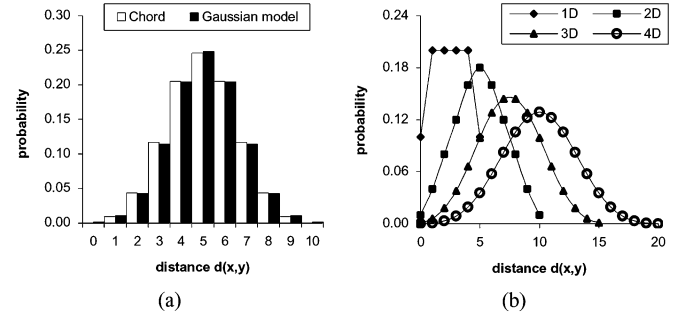 Chord Gaussian model
0.30
0.25
0.20
0.15
0.10
0.05
0.00
probability
0 1 2 3 4 5 6 7 8 9 10
distance d(x,y)
(a)
1D 2D
3D 4D
0.24
0.18
0.12
0.06
0.00
probability
0 5 10 15 20
distance d(x,y)
(b)